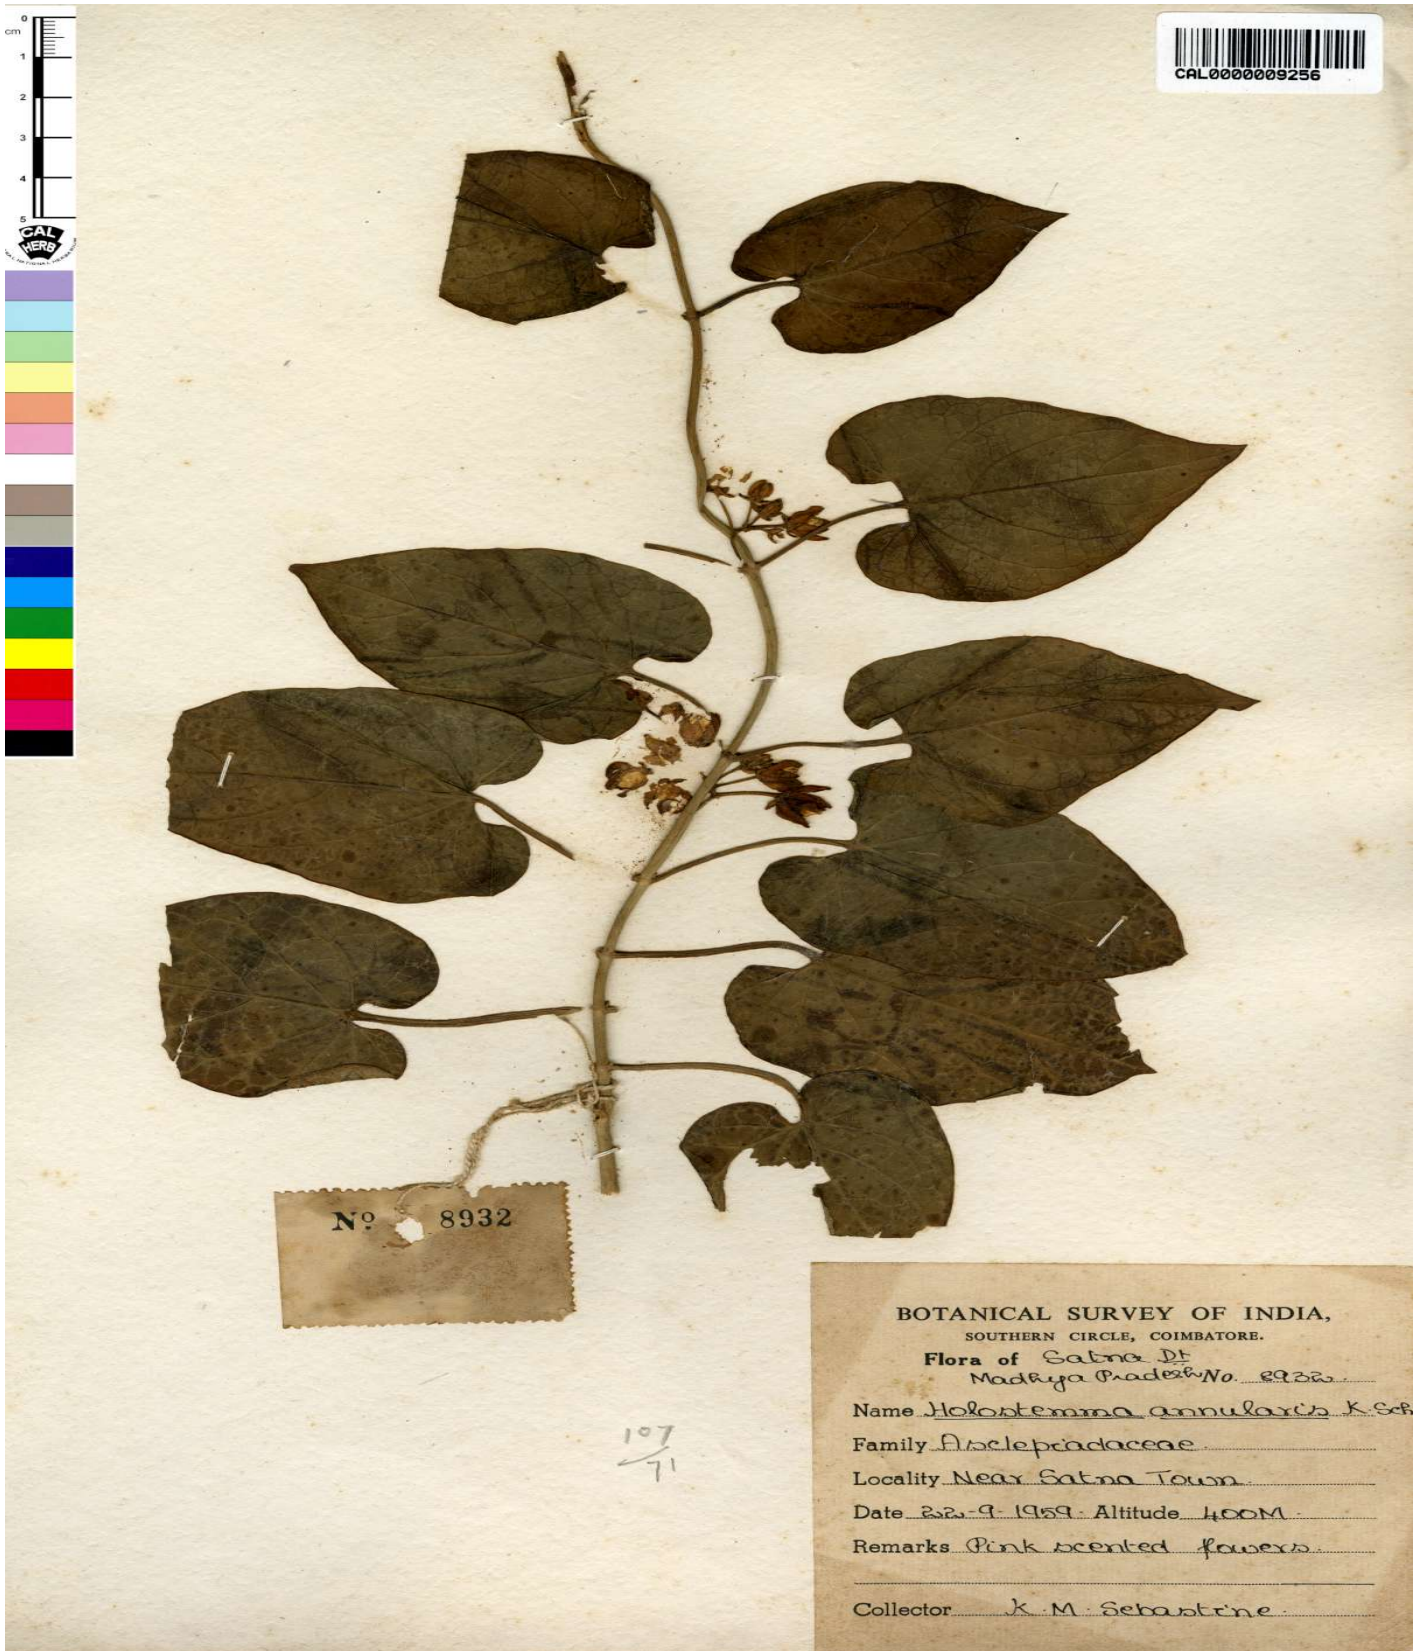 0
cm
1
2
3
4
5
CAL
HERB
CAL0000009256
Nº 8932
107
71
BOTANICAL SURVEY OF INDIA,
SOUTHERN CIRCLE, COIMBATORE.
Flora of Satna Dt
Madhya Pradesh No. 8932
Name Holostemma annularis K. Sch
Family Asclepiadaceae.
Locality Near Satna Town.
Date 22-9-1959. Altitude 400M.
Remarks Pink scented flowers.
Collector K. M. Sebastine.